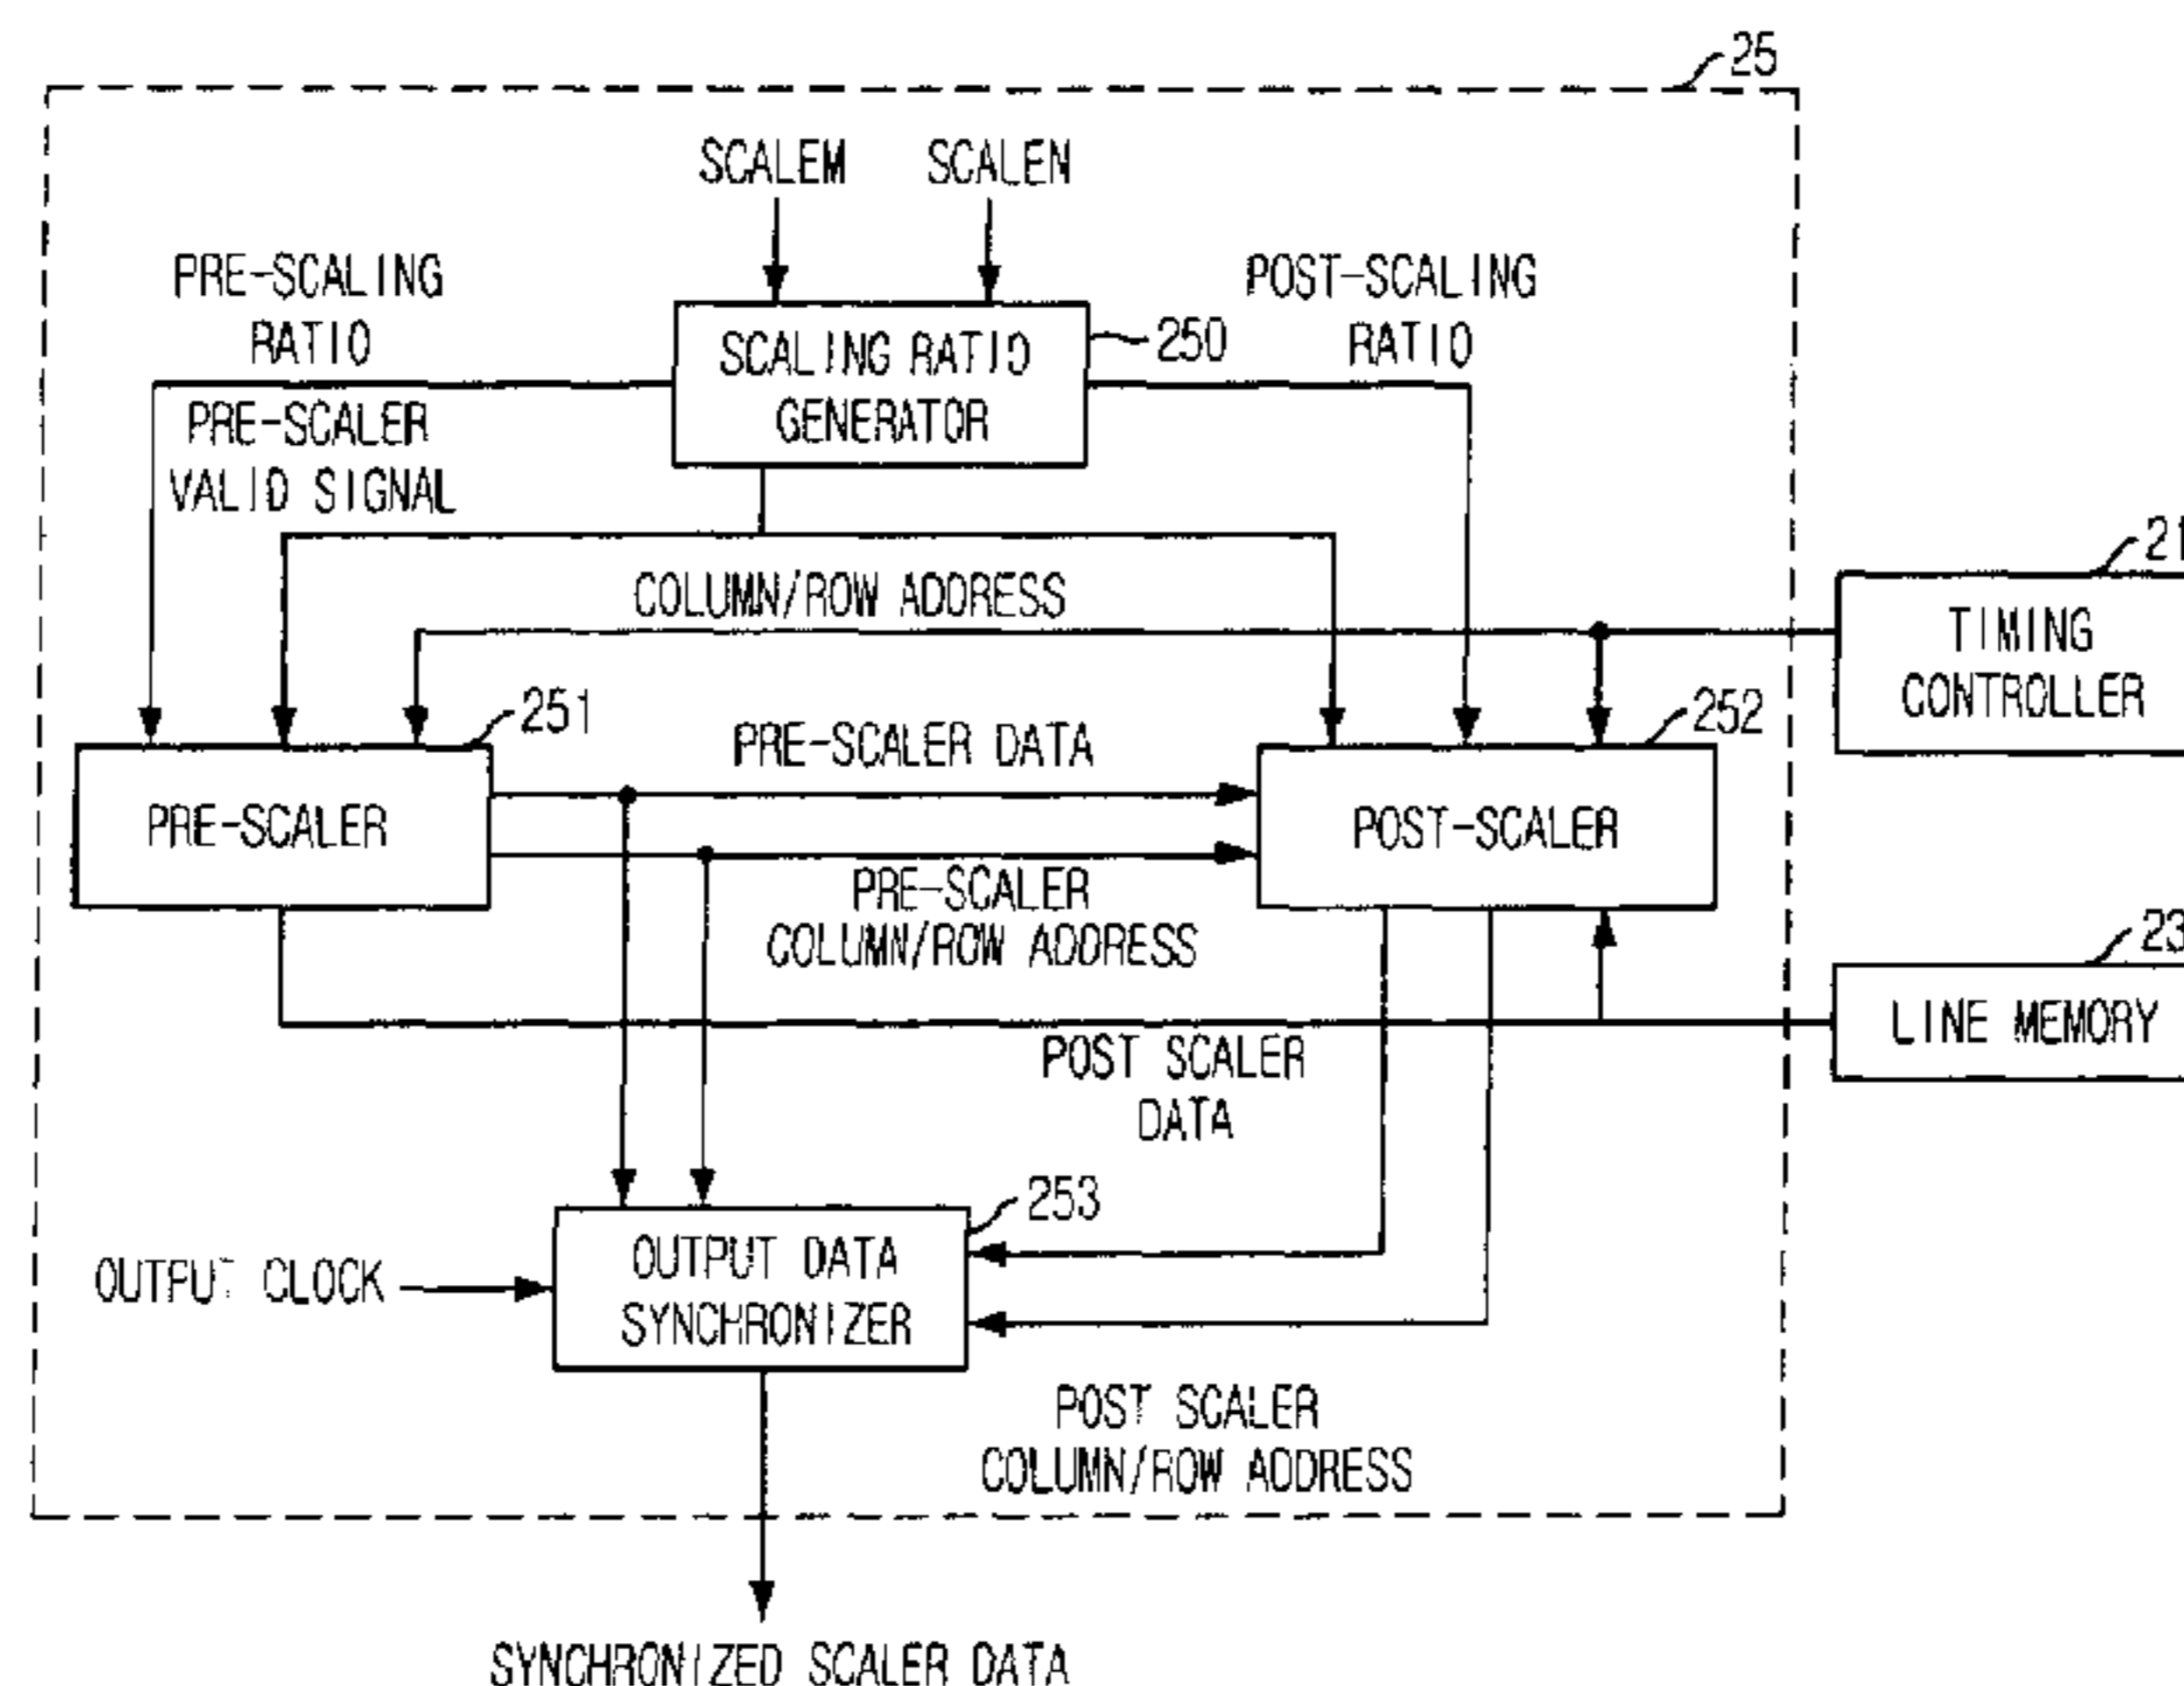 25
SCALEM
SCALEN
PRE-SCALING
RATIO
POST-SCALING
RATIO
SCALING RATIO
GENERATOR
250
PRE-SCALER
VALID SIGNAL
21
COLUMN/ROW ADDRESS
TIMING
CONTROLLER
251
252
PRE-SCALER DATA
PRE-SCALER
POST-SCALER
PRE-SCALER
COLUMN/ROW ADDRESS
23
LINE MEMORY
POST SCALER
DATA
253
OUTPUT CLOCK
OUTPUT DATA
SYNCHRONIZER
POST SCALER
COLUMN/ROW ADDRESS
SYNCHRONIZED SCALER DATA